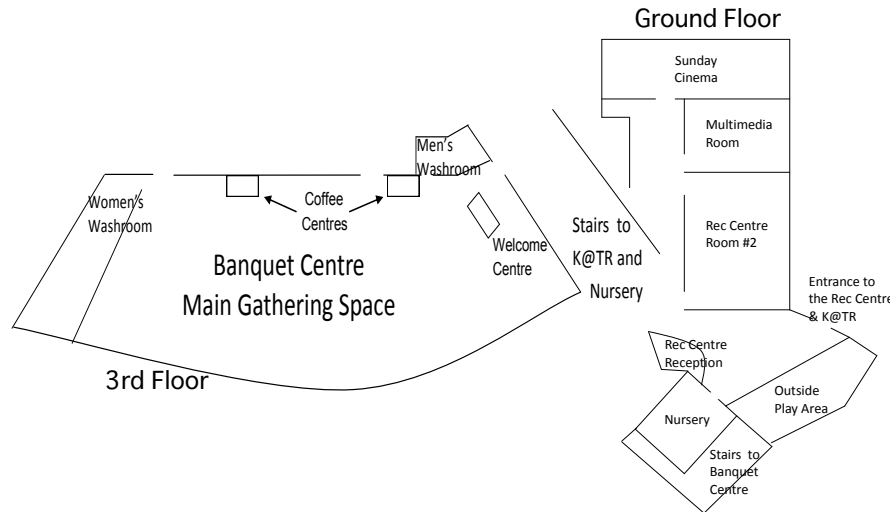 Ground Floor
Sunday
Cinema
Multimedia
Room
Men's
Washroom
Women's
Washroom
Coffee
Centres
Welcome
Centre
Stairs to
K@TR and
Nursery
Rec Centre
Room #2
Banquet Centre
Main Gathering Space
Entrance to
the Rec Centre
& K@TR
3rd Floor
Rec Centre
Reception
Outside
Play Area
Nursery
Stairs to
Banquet
Centre